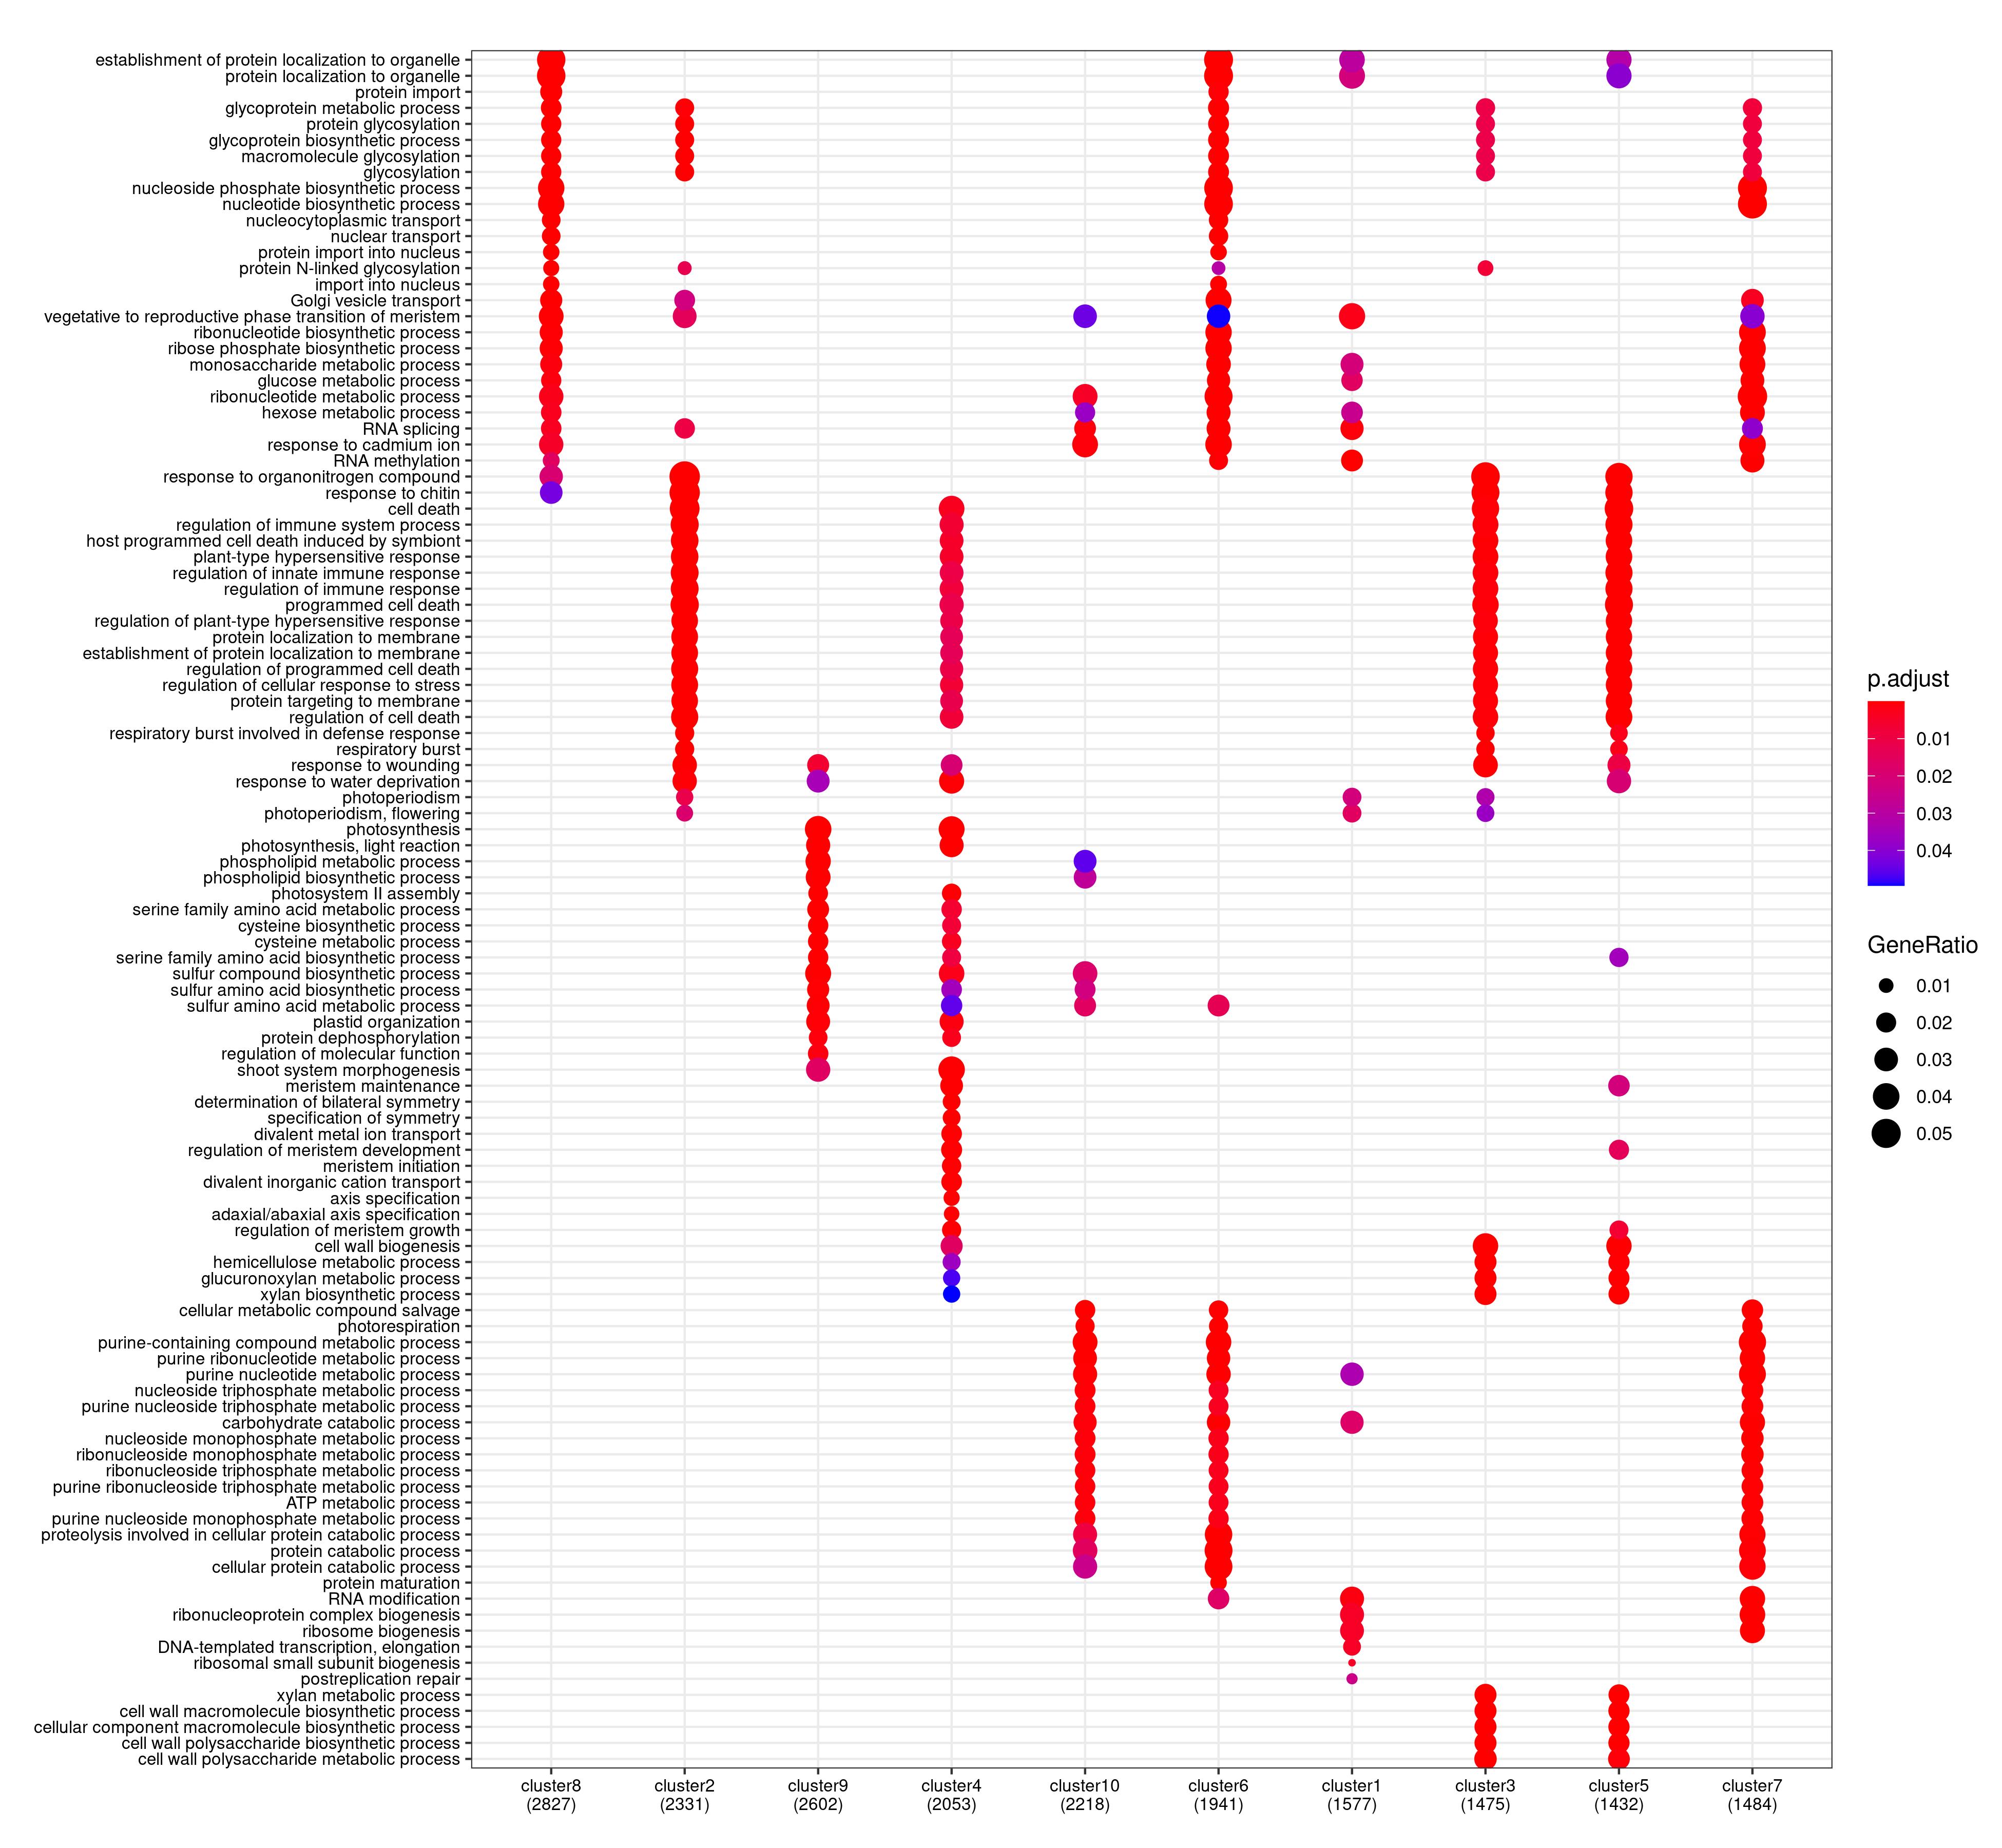 establishment of protein localization to organelle
protein localization to organelle
protein import
glycoprotein metabolic process
protein glycosylation
glycoprotein biosynthetic process
macromolecule glycosylation
glycosylation
nucleoside phosphate biosynthetic process
nucleotide biosynthetic process
nucleocytoplasmic transport
nuclear transport
protein import into nucleus
protein N-linked glycosylation
import into nucleus
Golgi vesicle transport
vegetative to reproductive phase transition of meristem
ribonucleotide biosynthetic process
ribose phosphate biosynthetic process
monosaccharide metabolic process
glucose metabolic process
ribonucleotide metabolic process
hexose metabolic process
RNA splicing
response to cadmium ion
RNA methylation
response to organonitrogen compound
response to chitin
cell death
regulation of immune system process
host programmed cell death induced by symbiont
plant-type hypersensitive response
regulation of innate immune response
regulation of immune response
programmed cell death
regulation of plant-type hypersensitive response
protein localization to membrane
establishment of protein localization to membrane
regulation of programmed cell death
regulation of cellular response to stress
protein targeting to membrane
regulation of cell death
respiratory burst involved in defense response
respiratory burst
response to wounding
response to water deprivation
photoperiodism
photoperiodism, flowering
photosynthesis
photosynthesis, light reaction
phospholipid metabolic process
phospholipid biosynthetic process
photosystem II assembly
serine family amino acid metabolic process
cysteine biosynthetic process
cysteine metabolic process
serine family amino acid biosynthetic process
sulfur compound biosynthetic process
sulfur amino acid biosynthetic process
sulfur amino acid metabolic process
plastid organization
protein dephosphorylation
regulation of molecular function
shoot system morphogenesis
meristem maintenance
determination of bilateral symmetry
specification of symmetry
divalent metal ion transport
regulation of meristem development
meristem initiation
divalent inorganic cation transport
axis specification
adaxial/abaxial axis specification
regulation of meristem growth
cell wall biogenesis
hemicellulose metabolic process
glucuronoxylan metabolic process
xylan biosynthetic process
cellular metabolic compound salvage
photorespiration
purine-containing compound metabolic process
purine ribonucleotide metabolic process
purine nucleotide metabolic process
nucleoside triphosphate metabolic process
purine nucleoside triphosphate metabolic process
carbohydrate catabolic process
nucleoside monophosphate metabolic process
ribonucleoside monophosphate metabolic process
ribonucleoside triphosphate metabolic process
purine ribonucleoside triphosphate metabolic process
ATP metabolic process
purine nucleoside monophosphate metabolic process
proteolysis involved in cellular protein catabolic process
protein catabolic process
cellular protein catabolic process
protein maturation
RNA modification
ribonucleoprotein complex biogenesis
ribosome biogenesis
DNA-templated transcription, elongation
ribosomal small subunit biogenesis
postreplication repair
xylan metabolic process
cell wall macromolecule biosynthetic process
cellular component macromolecule biosynthetic process
cell wall polysaccharide biosynthetic process
cell wall polysaccharide metabolic process
cluster8 cluster2 cluster9 cluster4 cluster10 cluster6 cluster1 cluster3 cluster5 cluster7
(2827) (2331) (2602) (2053) (2218) (1941) (1577) (1475) (1432) (1484)
p.adjust
0.01
0.02
0.03
0.04
GeneRatio
0.01
0.02
0.03
0.04
0.05